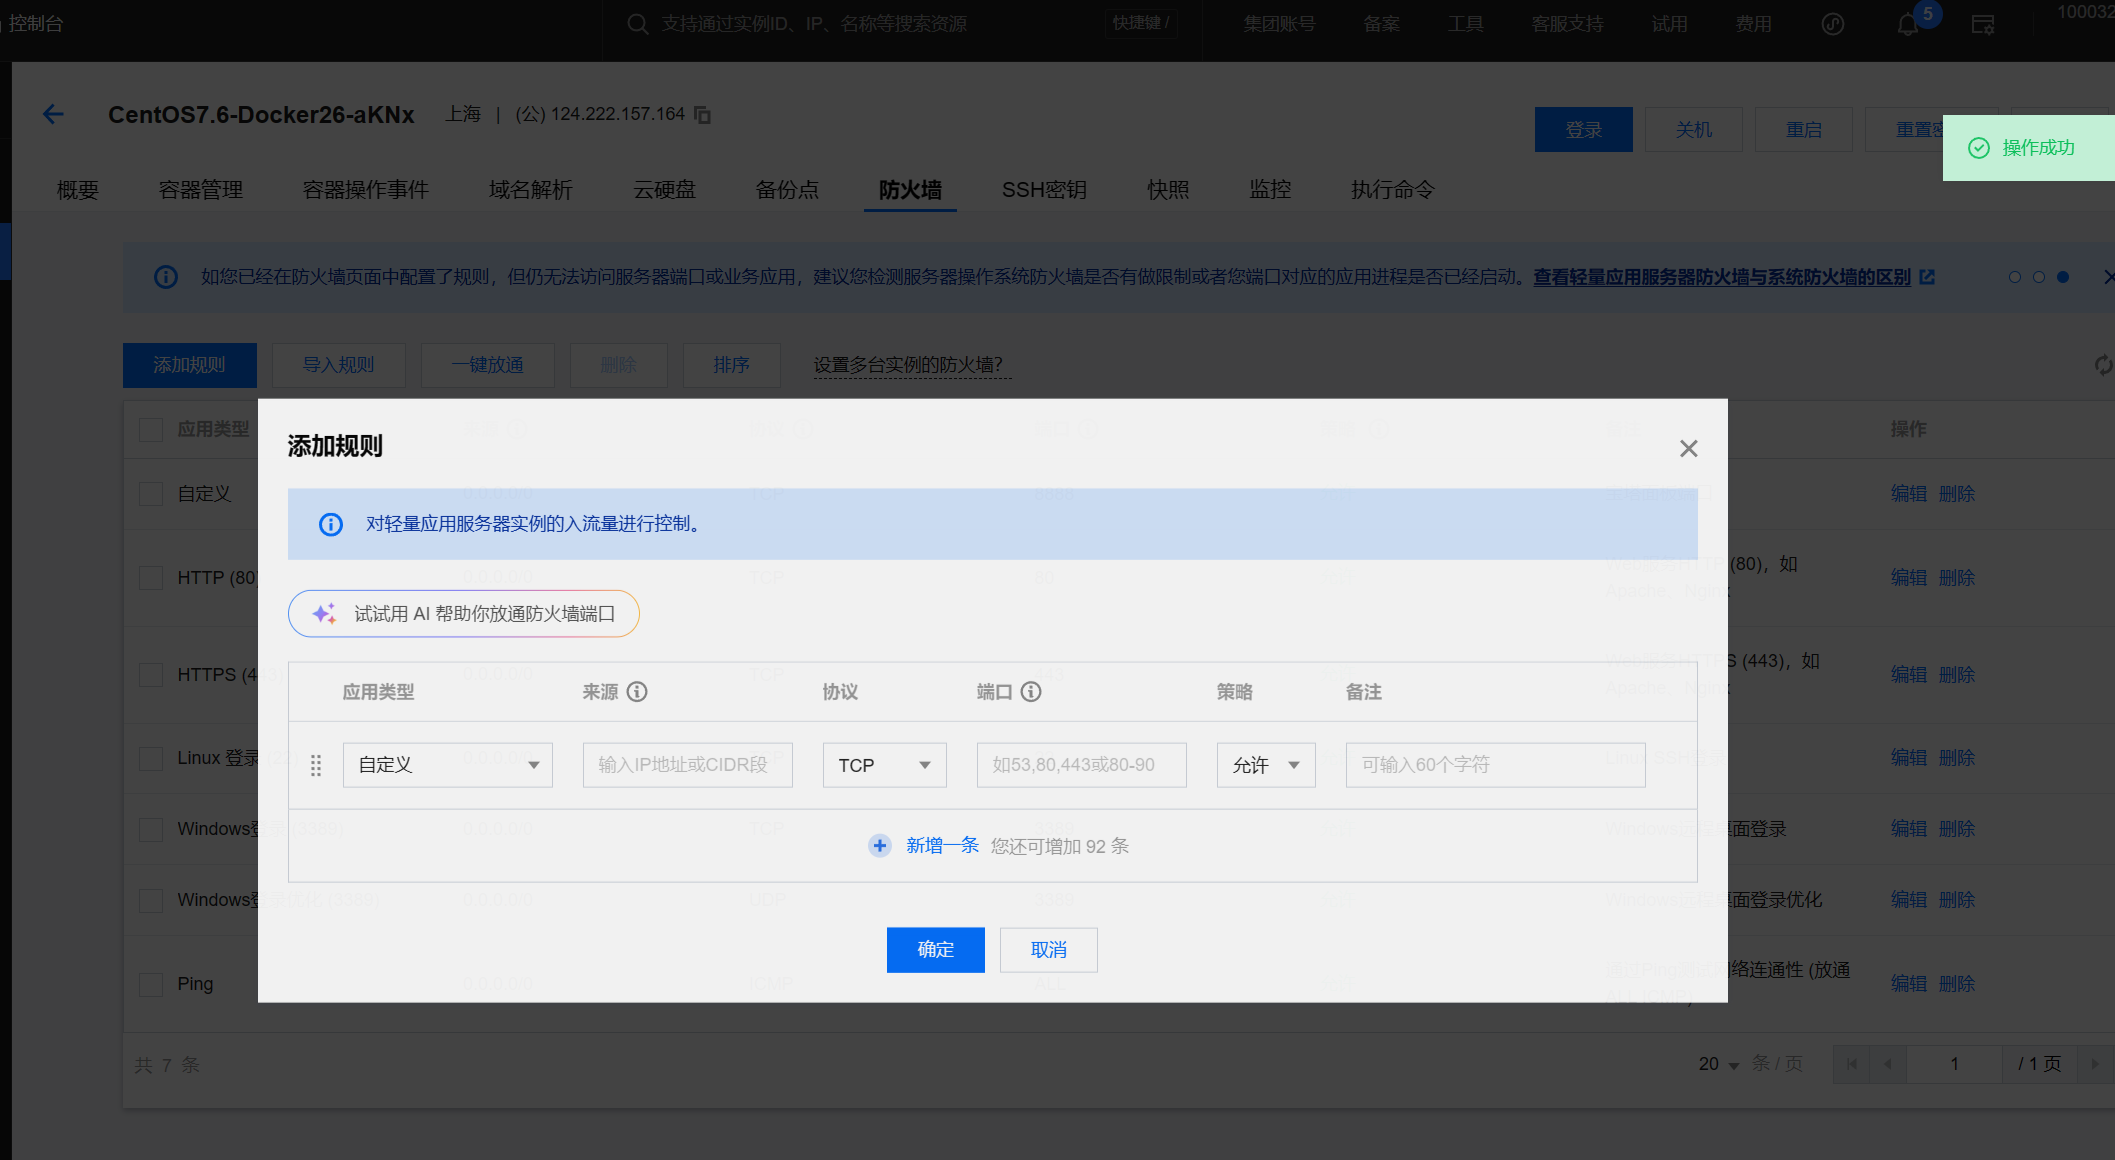 控制台
支持通过实例ID、IP、名称等搜索资源
快捷键 /
集团账号
备案
工具
客服支持
试用
费用
5
100032
CentOS7.6-Docker26-aKNx
上海 | (公) 124.222.157.164
登录
关机
重启
重置密
操作成功
概要
容器管理
容器操作事件
域名解析
云硬盘
备份点
防火墙
SSH密钥
快照
监控
执行命令
如您已经在防火墙页面中配置了规则，但仍无法访问服务器端口或业务应用，建议您检测服务器操作系统防火墙是否有做限制或者您端口对应的应用进程是否已经启动。查看轻量应用服务器防火墙与系统防火墙的区别
添加规则
导入规则
一键放通
删除
排序
设置多台实例的防火墙?
应用类型
操作
自定义
编辑 删除
HTTP (80)
(80)，如
编辑 删除
HTTPS (443)
S (443)，如
编辑 删除
Linux 登录
编辑 删除
Windows登
桌面登录
编辑 删除
Windows登
桌面登录优化
编辑 删除
Ping
络连通性 (放通
编辑 删除
共 7 条
20 条 / 页
1
/ 1 页
添加规则
对轻量应用服务器实例的入流量进行控制。
试试用 AI 帮助你放通防火墙端口
应用类型
来源
协议
端口
策略
备注
自定义
输入IP地址或CIDR段
TCP
如53,80,443或80-90
允许
可输入60个字符
新增一条 您还可增加 92 条
确定
取消